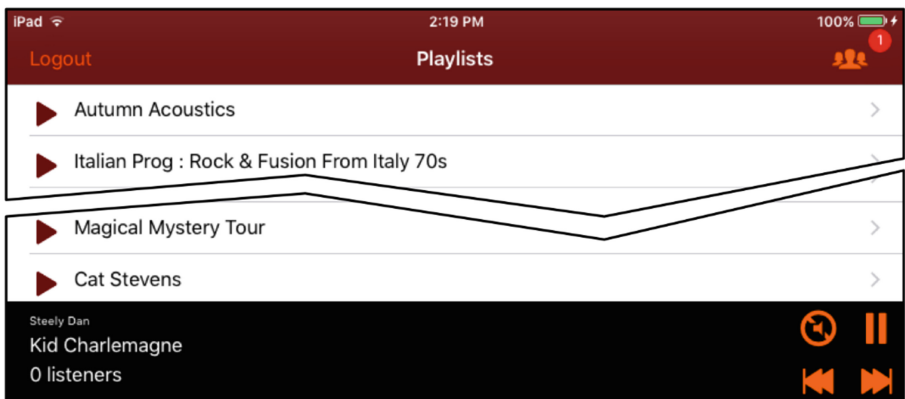 iPad 2:19 PM 100%
Logout Playlists 1
Autumn Acoustics
Italian Prog : Rock & Fusion From Italy 70s
Magical Mystery Tour
Cat Stevens
Steely Dan
Kid Charlemagne
0 listeners